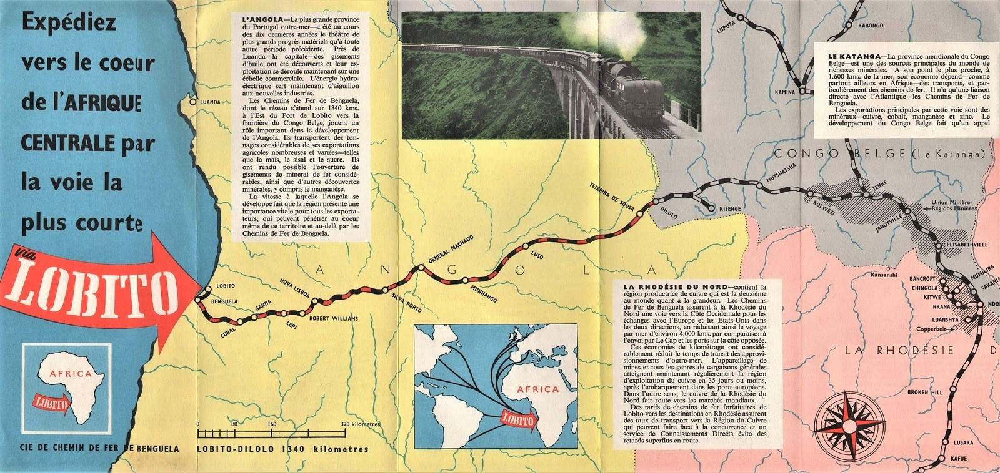 Expédiez
vers le coeur
de l'AFRIQUE
CENTRALE par
la voie la
plus courte
via
LOBITO
AFRICA
LOBITO
CIE DE CHEMIN DE FER DE BENGUELA
L'ANGOLA—La plus grande province
du Portugal outre-mer—a été au cours
des dix dernières années le théâtre de
plus grands progrès matériels qu'à toute
autre période précédente. Près de
Luanda—la capitale—des gisements
d'huile ont été découverts et leur ex-
ploitation se déroule maintenant sur une
échelle commerciale. L'énergie hydro-
électrique sert maintenant d'aiguillon
aux nouvelles industries.
Les Chemins de Fer de Benguela,
dont le réseau s'étend sur 1340 kms.
à l'Est du Port de Lobito vers la
frontière du Congo Belge, jouent un
rôle important dans le développement
de l'Angola. Ils transportent des ton-
nages considérables de ses exportations
agricoles nombreuses et variées—telles
que le maïs, le sisal et le sucre. Ils
ont rendu possible l'ouverture de
gisements de minerai de fer considé-
rables, ainsi que d'autres découvertes
minérales, y compris le manganèse.
La vitesse à laquelle l'Angola se
développe fait que la région présente une
importance vitale pour tous les exporta-
teurs, qui peuvent pénétrer au coeur
même de ce territoire et au-delà par les
Chemins de Fer de Benguela.
LUANDA
CFB
LUPUTA
KABONGO
KAMINA
LE KATANGA—La province méridionale du Congo
Belge—est une des sources principales du monde de
richesses minérales. A son point le plus proche, à
1.600 kms. de la mer, son économie dépend—comme
partout ailleurs en Afrique—des transports, et par-
ticulièrement des chemins de fer. Il n'a qu'une liaison
directe avec l'Atlantique—les Chemins de Fer de
Benguela.
Les exportations principales par cette voie sont des
minéraux—cuivre, cobalt, manganèse et zinc. Le
développement du Congo Belge fait qu'un appel
CONGO BELGE (Le Katanga)
MUTSHATSHA
TENKE
TEIXEIRA DE SOUSA
DILOLO
KISENGE
KOLWEZI
Union Minière-
Régions Minières
JADOTVILLE
ELISABETHVILLE
GENERAL MACHADO
LUSO
ANGOLA
MUNHANGO
LOBITO
BENGUELA
NOVA LISBOA
SILVA PORTO
GANDA
CUBAL
LEPI
ROBERT WILLIAMS
Kansanshi
MUFULIRA
BANCROFT
SAKANIA
CHINGOLA
KITWE
NKANA
NDO
LUANSHYA
Copperbelt
LA RHODÉSIE D
LA RHODÉSIE DU NORD—contient la
région productrice de cuivre qui est la deuxième
au monde quant à la grandeur. Les Chemins
de Fer de Benguela assurent à la Rhodésie du
Nord une voie vers la Côte Occidentale pour les
échanges avec l'Europe et les Etats-Unis dans
les deux directions, en réduisant ainsi le voyage
par mer d'environ 4.000 kms. par comparaison à
l'envoi par Le Cap et les ports sur la côte opposée.
Ces économies de kilométrage ont considé-
rablement réduit le temps de transit des approvi-
sionnements d'outre-mer. L'appareillage de
mines et tous les genres de cargaisons générales
atteignent maintenant régulièrement la région
d'exploitation du cuivre en 35 jours ou moins,
après l'embarquement dans les ports européens.
Dans l'autre sens, le cuivre de la Rhodésie du
Nord fait route vers les marchés mondiaux.
Des tarifs de chemins de fer forfaitaires de
Lobito vers les destinations en Rhodésie assurent
des taux de transport vers la Région du Cuivre
qui peuvent faire face à la concurrence et un
service de Connaissements Directs évite des
retards superflus en route.
AFRICA
LOBITO
BROKEN HILL
LUSAKA
KAFUE
0 80 160 320 kilometres
LOBITO-DILOLO 1340 kilometres